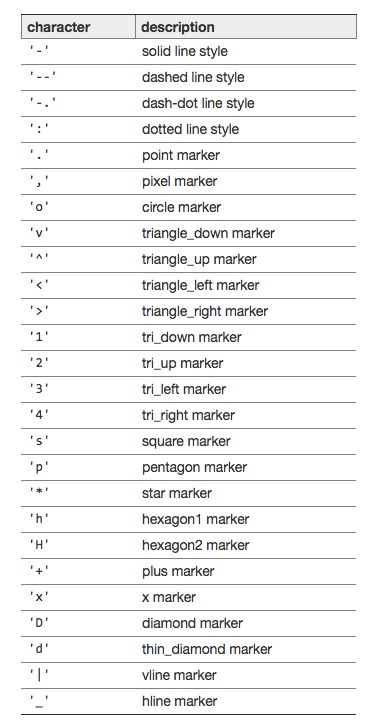 character description
'-' solid line style
'--' dashed line style
'-.' dash-dot line style
':' dotted line style
'.' point marker
',' pixel marker
'o' circle marker
'v' triangle_down marker
'^' triangle_up marker
'<' triangle_left marker
'>' triangle_right marker
'1' tri_down marker
'2' tri_up marker
'3' tri_left marker
'4' tri_right marker
's' square marker
'p' pentagon marker
'*' star marker
'h' hexagon1 marker
'H' hexagon2 marker
'+' plus marker
'x' x marker
'D' diamond marker
'd' thin_diamond marker
'|' vline marker
'_' hline marker